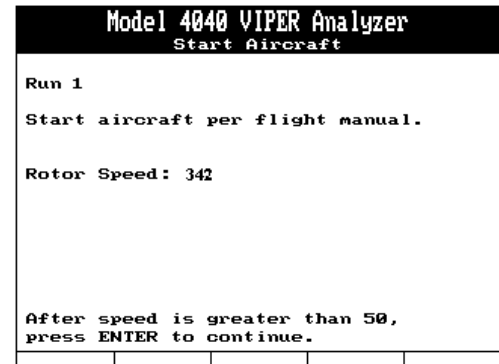 Model 4040 VIPER Analyzer
Start Aircraft
Run 1
Start aircraft per flight manual.
Rotor Speed: 342
After speed is greater than 50,
press ENTER to continue.